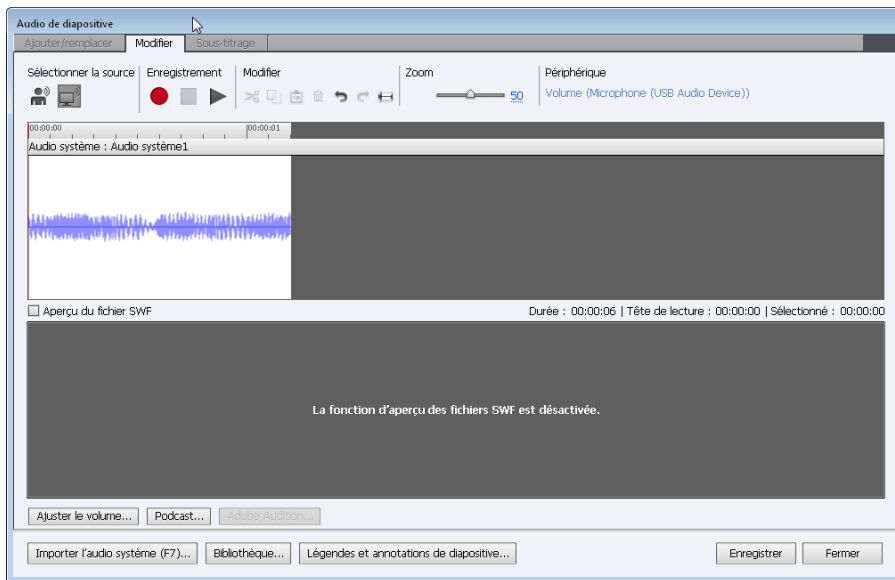 Audio de diapositive
Ajouter/remplacer Modifier Sous-titrage
Sélectionner la source Enregistrement Modifier Zoom Périphérique
50 Volume (Microphone (USB Audio Device))
00:00:00 00:00:01
Audio système : Audio système1
Aperçu du fichier SWF Durée : 00:00:06 | Tête de lecture : 00:00:00 | Sélectionné : 00:00:00
La fonction d'aperçu des fichiers SWF est désactivée.
Ajuster le volume... Podcast... Adobe Audition...
Importer l'audio système (F7)... Bibliothèque... Légendes et annotations de diapositive... Enregistrer Fermer